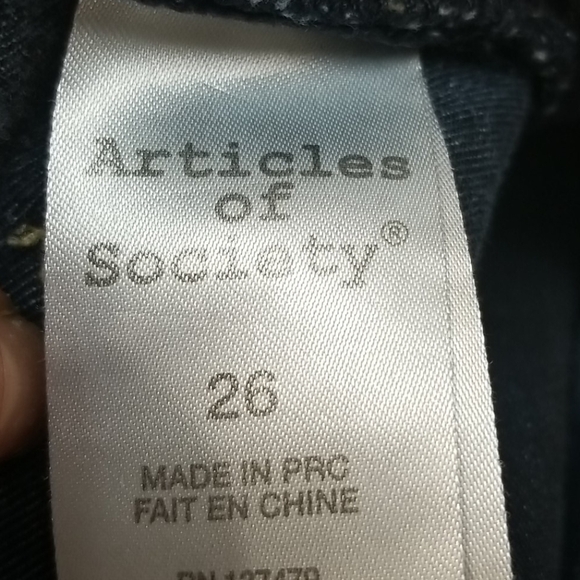 Articles
of
Society®
26
MADE IN PRC
FAIT EN CHINE